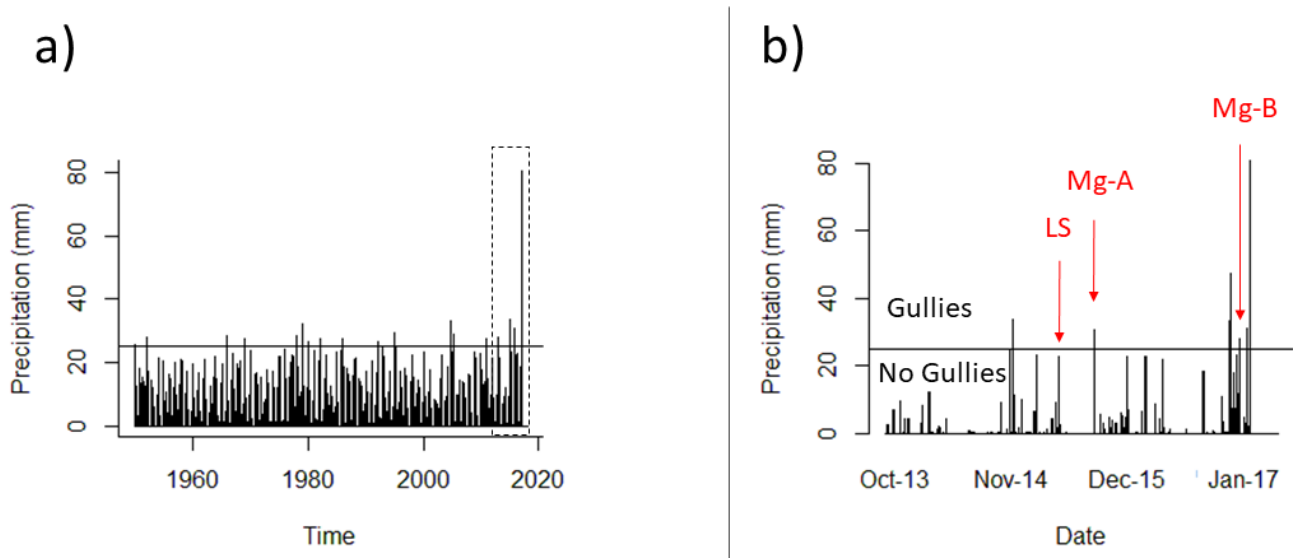 a)
Precipitation (mm)
80
60
40
20
0
1960 1980 2000 2020
Time
b)
Precipitation (mm)
80
60
40
20
0
Gullies
No Gullies
LS
Mg-A
Mg-B
Oct-13 Nov-14 Dec-15 Jan-17
Date